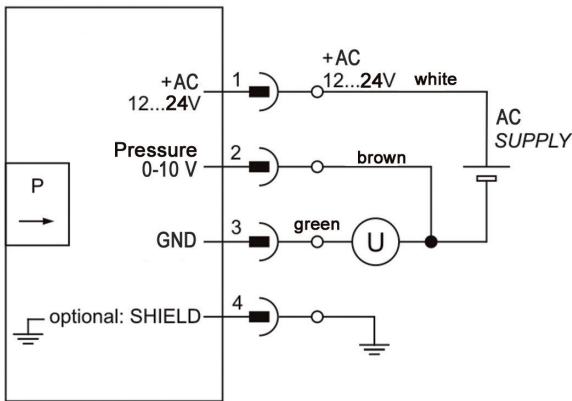 +AC
12...24V
1
+AC
12...24V
white
AC
SUPPLY
Pressure
0-10 V
2
brown
P
GND
3
green
U
optional: SHIELD
4